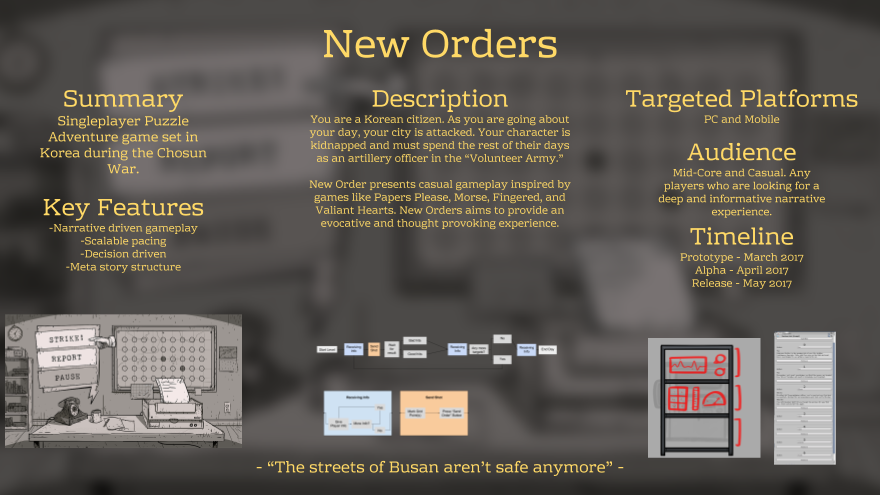 New Orders
Summary
Singleplayer Puzzle
Adventure game set in
Korea during the Chosun
War.
Key Features
-Narrative driven gameplay
-Scalable pacing
-Decision driven
-Meta story structure
Description
You are a Korean citizen. As you are going about
your day, your city is attacked. Your character is
kidnapped and must spend the rest of their days
as an artillery officer in the “Volunteer Army.”
New Order presents casual gameplay inspired by
games like Papers Please, Morse, Fingered, and
Valiant Hearts. New Orders aims to provide an
evocative and thought provoking experience.
Targeted Platforms
PC and Mobile
Audience
Mid-Core and Casual. Any
players who are looking for a
deep and informative narrative
experience.
Timeline
Prototype - March 2017
Alpha - April 2017
Release - May 2017
STRIKE!
REPORT
PAUSE
- “The streets of Busan aren’t safe anymore” -